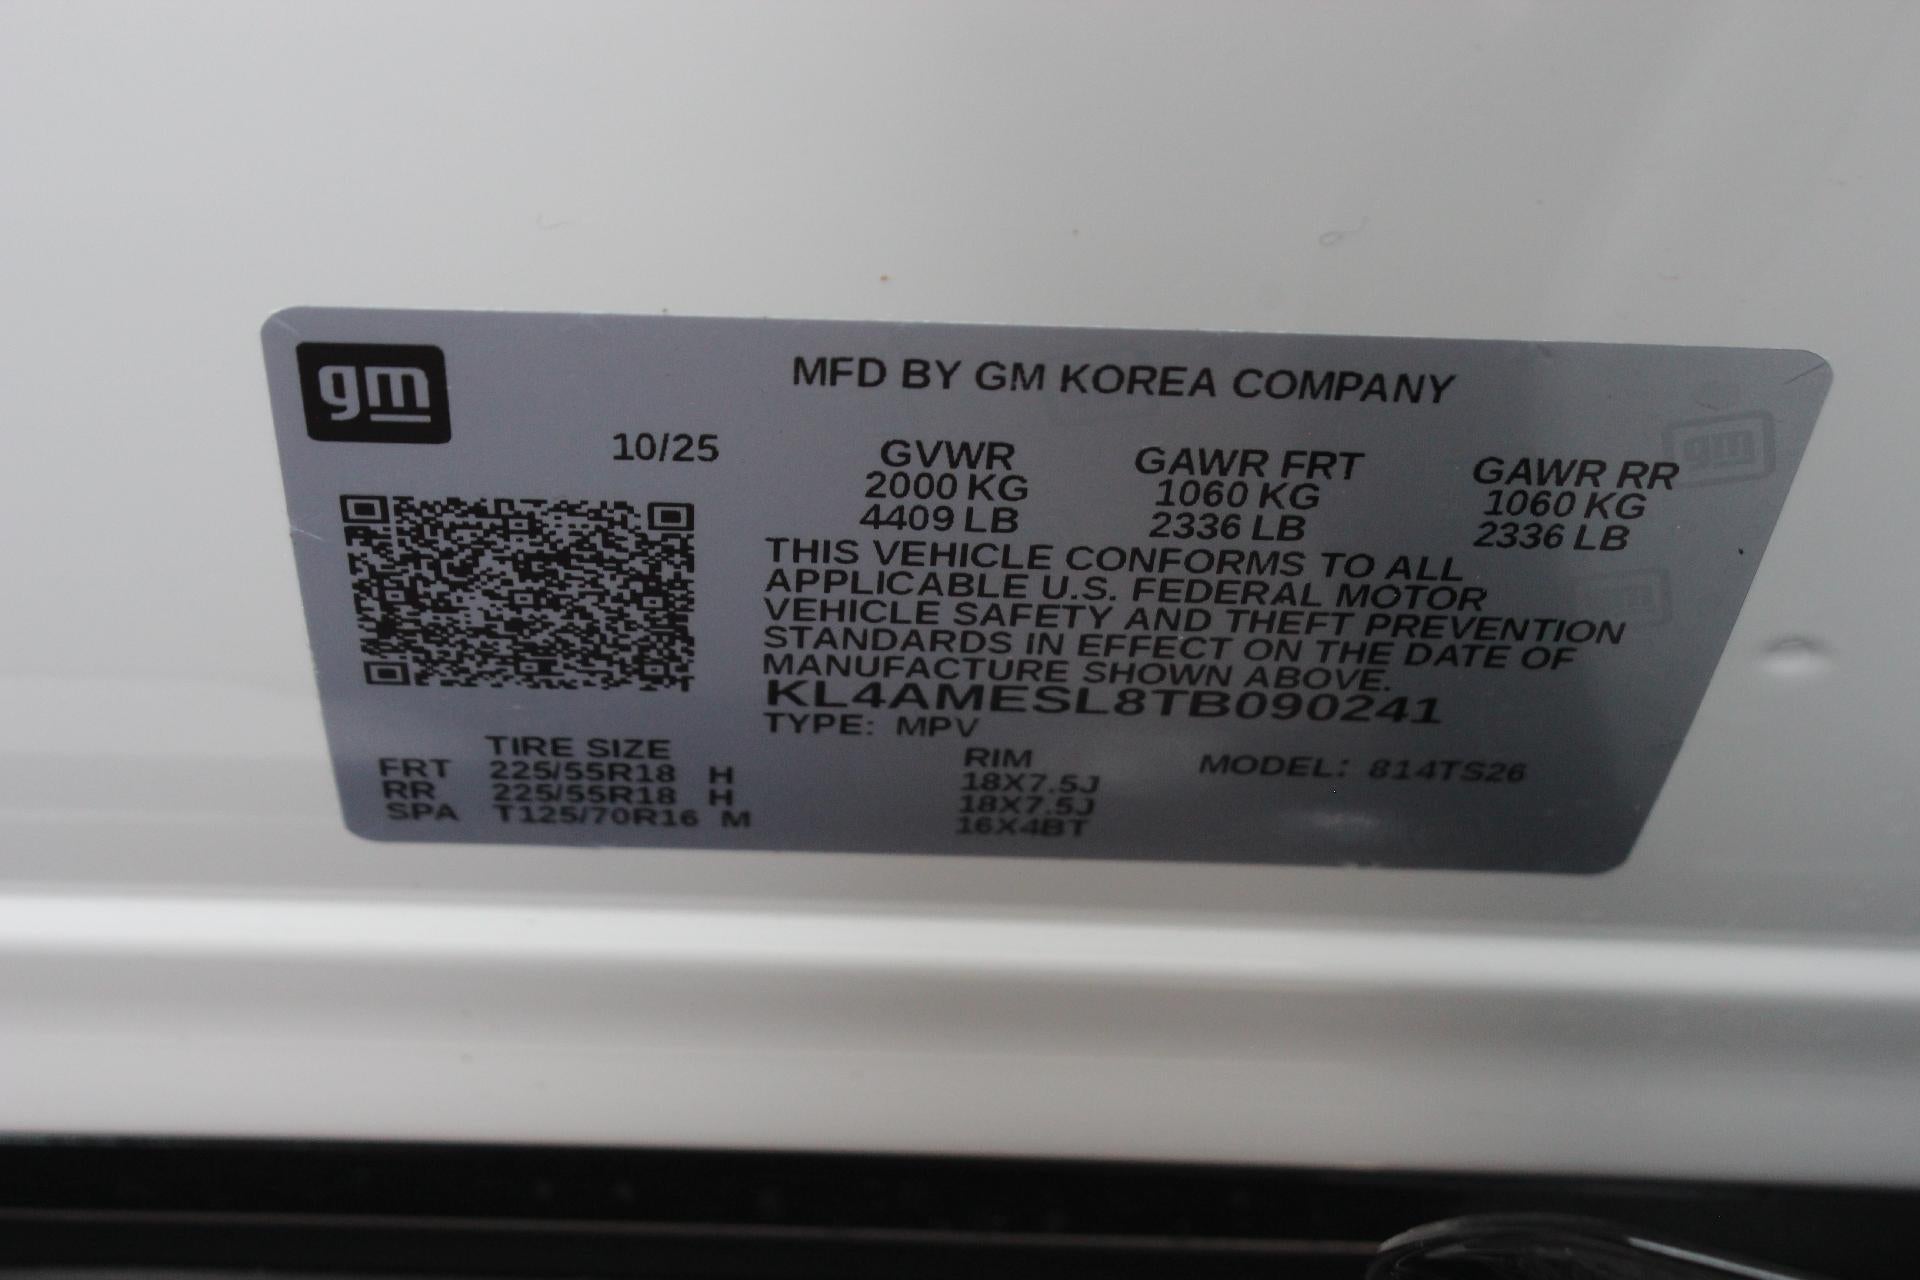 gm
MFD BY GM KOREA COMPANY
10/25
GVWR GAWR FRT GAWR RR
2000 KG 1060 KG 1060 KG
4409 LB 2336 LB 2336 LB
THIS VEHICLE CONFORMS TO ALL
APPLICABLE U.S. FEDERAL MOTOR
VEHICLE SAFETY AND THEFT PREVENTION
STANDARDS IN EFFECT ON THE DATE OF
MANUFACTURE SHOWN ABOVE.
KL4AMESL8TB090241
TYPE: MPV
TIRE SIZE RIM MODEL: 814TS26
FRT 225/55R18 H 18X7.5J
RR 225/55R18 H 18X7.5J
SPA T125/70R16 M 16X4BT